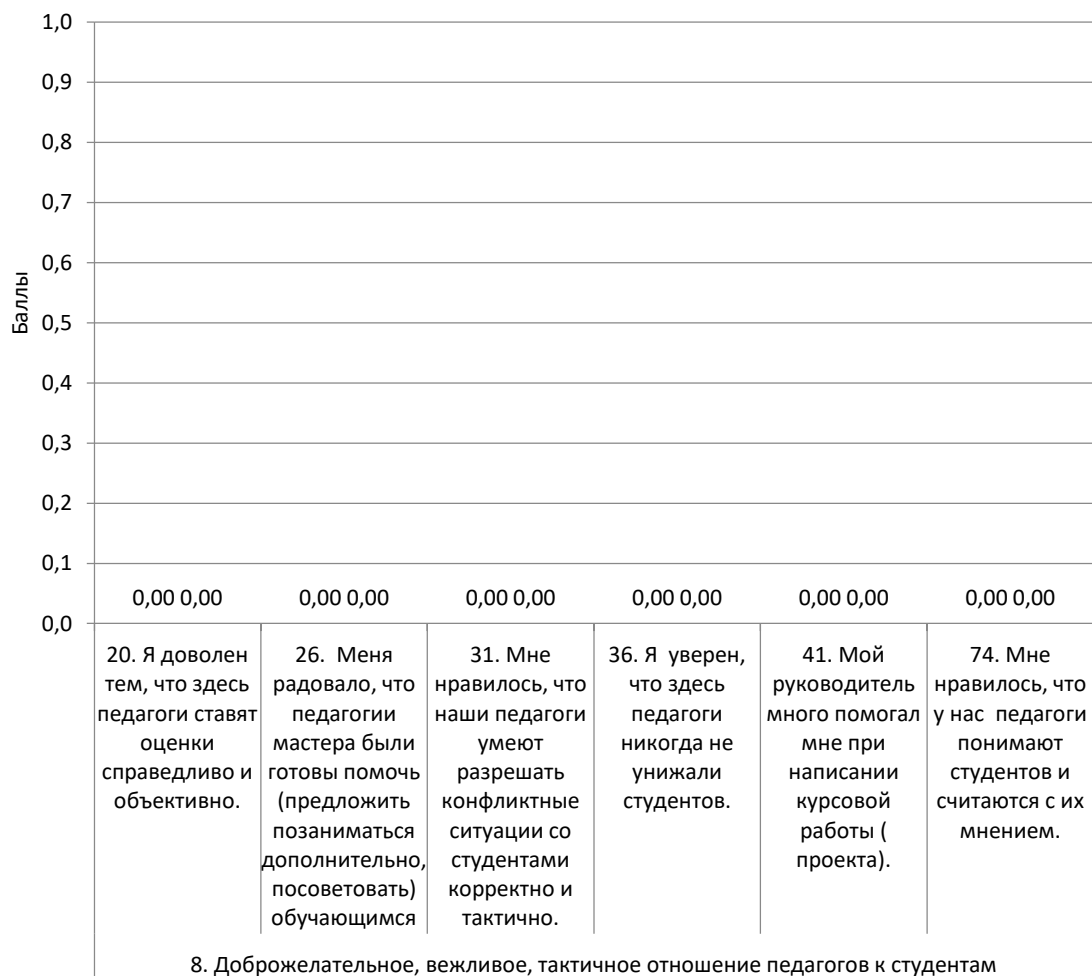 1,0
0,9
0,8
0,7
0,6
0,5
0,4
0,3
0,2
0,1
0,0
Баллы
0,00 0,00
0,00 0,00
0,00 0,00
0,00 0,00
0,00 0,00
0,00 0,00
20. Я доволен
тем, что здесь
педагоги ставят
оценки
справедливо и
объективно.
26. Меня
радовало, что
педагогии
мастера были
готовы помочь
(предложить
позаниматься
дополнительно,
посоветовать)
обучающимся
31. Мне
нравилось, что
наши педагоги
умеют
разрешать
конфликтные
ситуации со
студентами
корректно и
тактично.
36. Я уверен,
что здесь
педагоги
никогда не
унижали
студентов.
41. Мой
руководитель
много помогал
мне при
написании
курсовой
работы (
проекта).
74. Мне
нравилось, что
у нас педагоги
понимают
студентов и
считаются с их
мнением.
8. Доброжелательное, вежливое, тактичное отношение педагогов к студентам